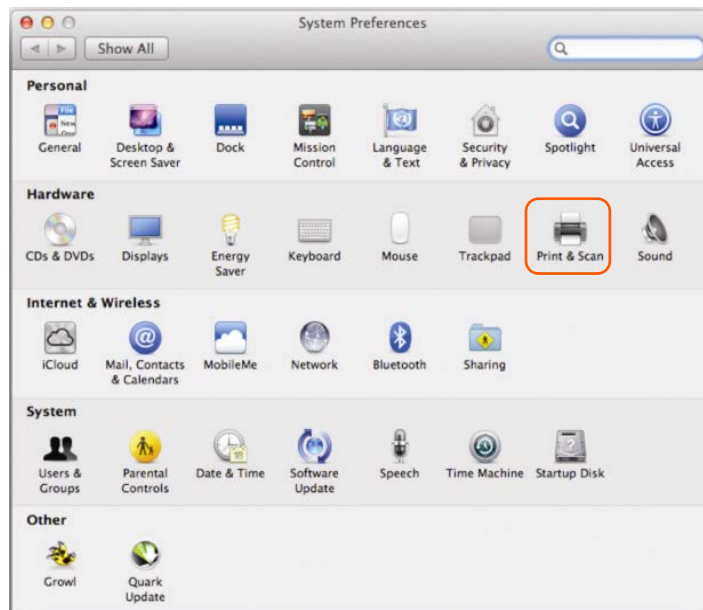 System Preferences
Show All
Personal
General
Desktop &
Screen Saver
Dock
Mission
Control
Language
& Text
Security
& Privacy
Spotlight
Universal
Access
Hardware
CDs & DVDs
Displays
Energy
Saver
Keyboard
Mouse
Trackpad
Print & Scan
Sound
Internet & Wireless
iCloud
Mail, Contacts
& Calendars
MobileMe
Network
Bluetooth
Sharing
System
Users &
Groups
Parental
Controls
Date & Time
Software
Update
Speech
Time Machine
Startup Disk
Other
Growl
Quark
Update